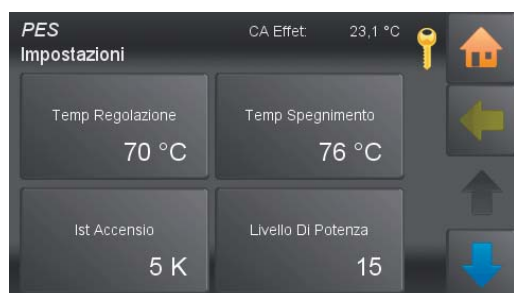 PES CA Effet: 23,1 °C
Impostazioni
Temp Regolazione Temp Spegnimento
70 °C 76 °C
Ist Accensio Livello Di Potenza
5 K 15